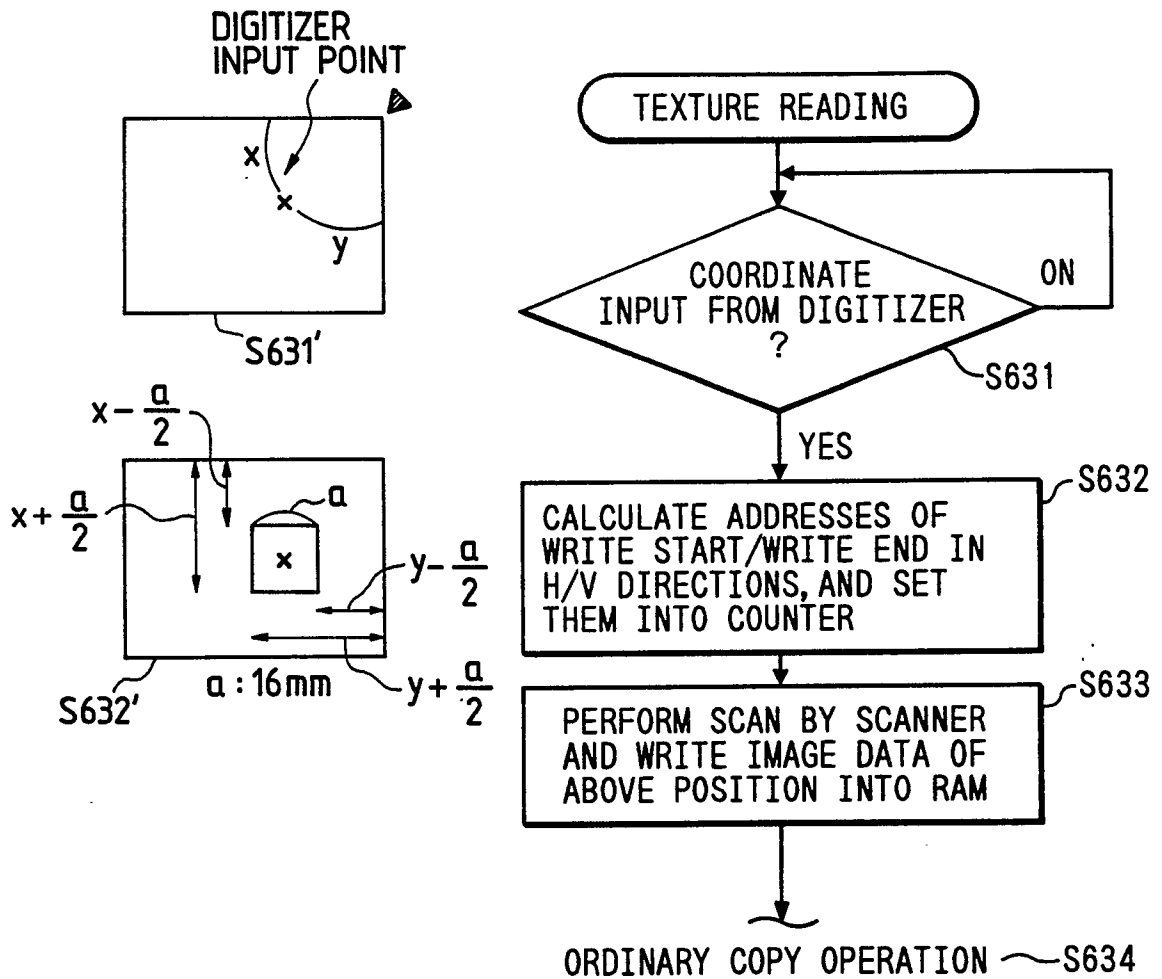 DIGITIZER
INPUT POINT
x
x
y
S631'
x - a/2
x + a/2
a
x
y - a/2
y + a/2
a : 16mm
S632'
TEXTURE READING
COORDINATE
INPUT FROM DIGITIZER
?
ON
S631
YES
S632
CALCULATE ADDRESSES OF
WRITE START/WRITE END IN
H/V DIRECTIONS, AND SET
THEM INTO COUNTER
S633
PERFORM SCAN BY SCANNER
AND WRITE IMAGE DATA OF
ABOVE POSITION INTO RAM
ORDINARY COPY OPERATION
S634